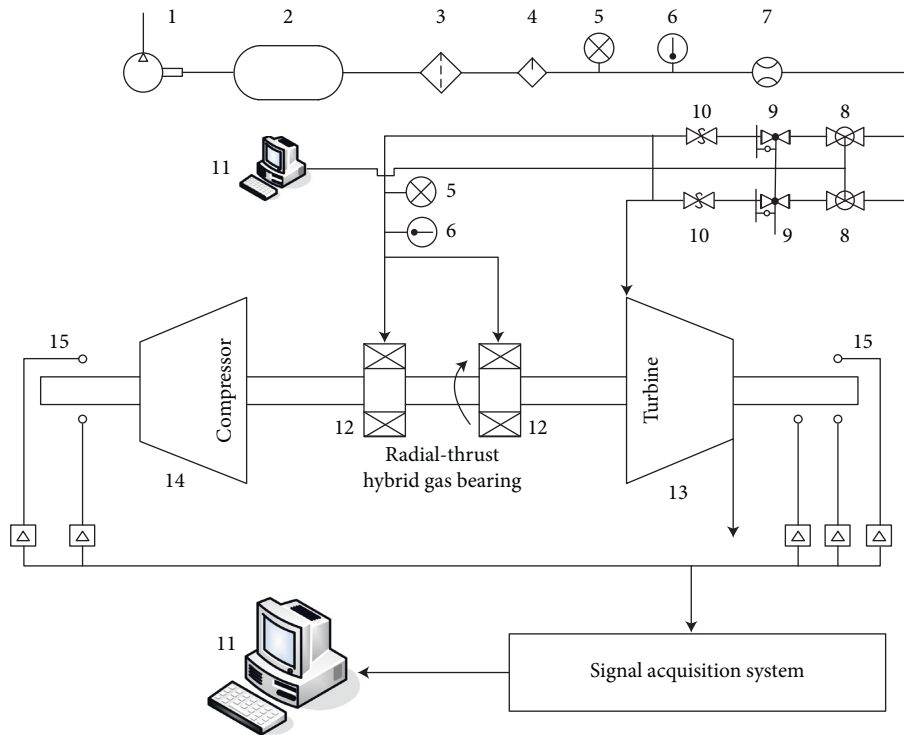 1 2 3 4 5 6 7
10 9 8
11
5
6
10 9 8
15 15
Compressor
Turbine
12 12
Radial-thrust
hybrid gas bearing
14 13
11
Signal acquisition system